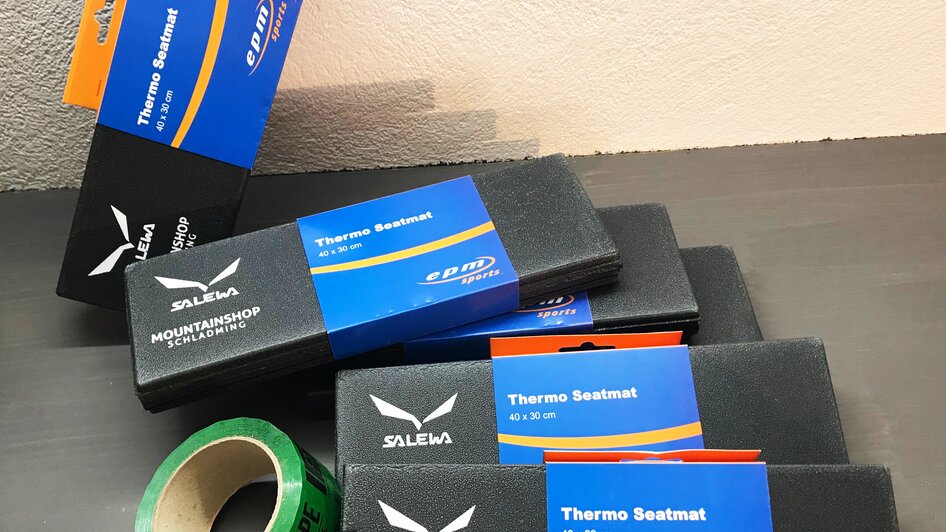 Thermo Seatmat
40 x 30 cm
epm
sports
SALEWA
MOUNTAINSHOP
Thermo Seatmat
40 x 30 cm
epm
sports
SALEWA
MOUNTAINSHOP
SCHLADMING
epm
sports
Thermo Seatmat
40 x 30 cm
SALEWA
Thermo Seatmat